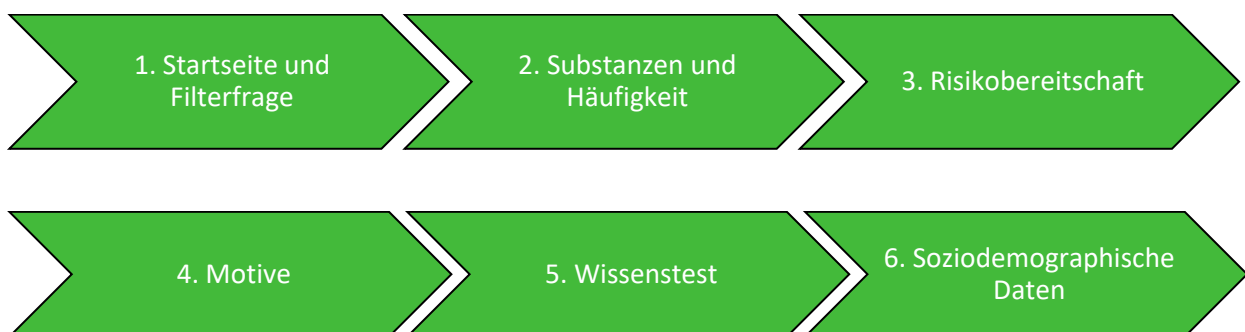 1. Startseite und
Filterfrage
2. Substanzen und
Häufigkeit
3. Risikobereitschaft
4. Motive
5. Wissenstest
6. Soziodemographische
Daten